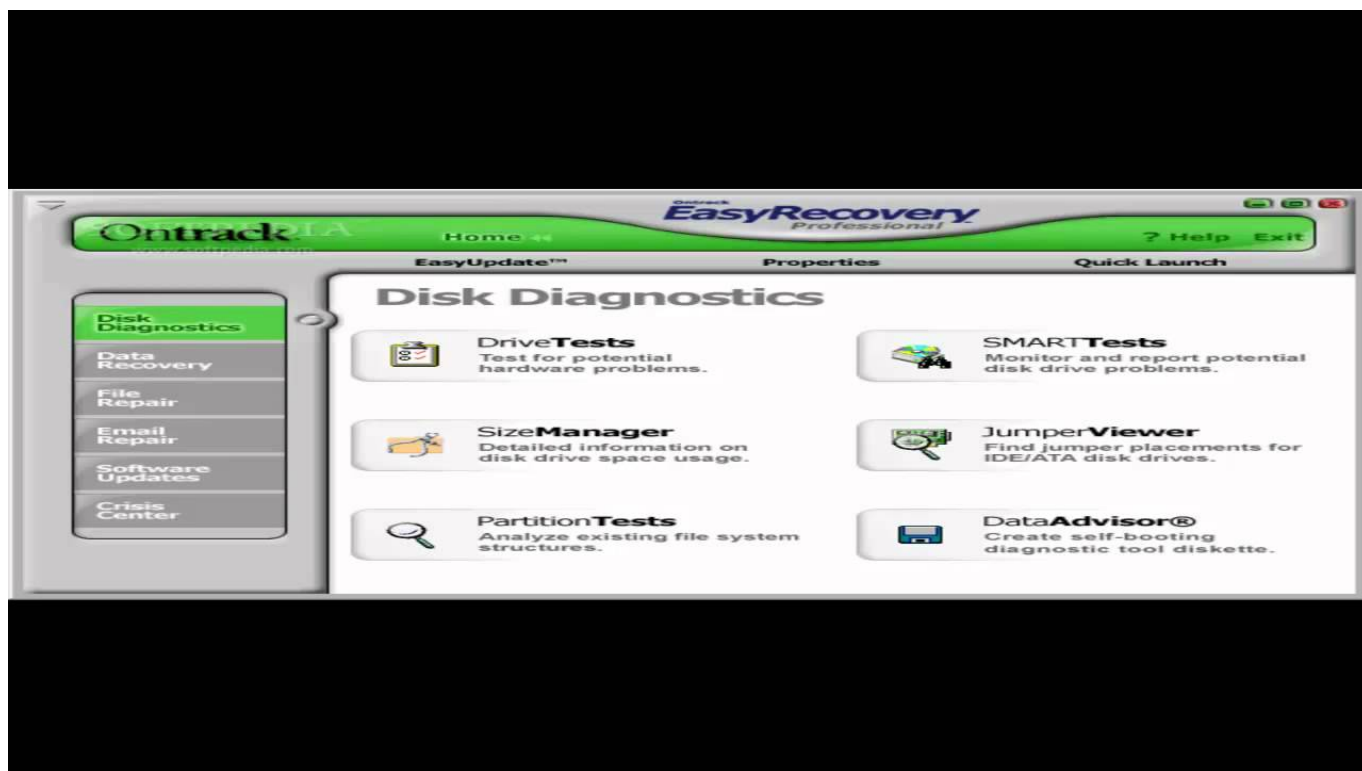 Ontrack
EasyRecovery
Professional
Ontrack
www.softpedia.com
Home
? Help Exit
EasyUpdate™ Properties Quick Launch
Disk
Diagnostics
Data
Recovery
File
Repair
Email
Repair
Software
Updates
Crisis
Center
Disk Diagnostics
DriveTests
Test for potential
hardware problems.
SMARTTests
Monitor and report potential
disk drive problems.
SizeManager
Detailed information on
disk drive space usage.
JumperViewer
Find jumper placements for
IDE/ATA disk drives.
PartitionTests
Analyze existing file system
structures.
DataAdvisor®
Create self-booting
diagnostic tool diskette.